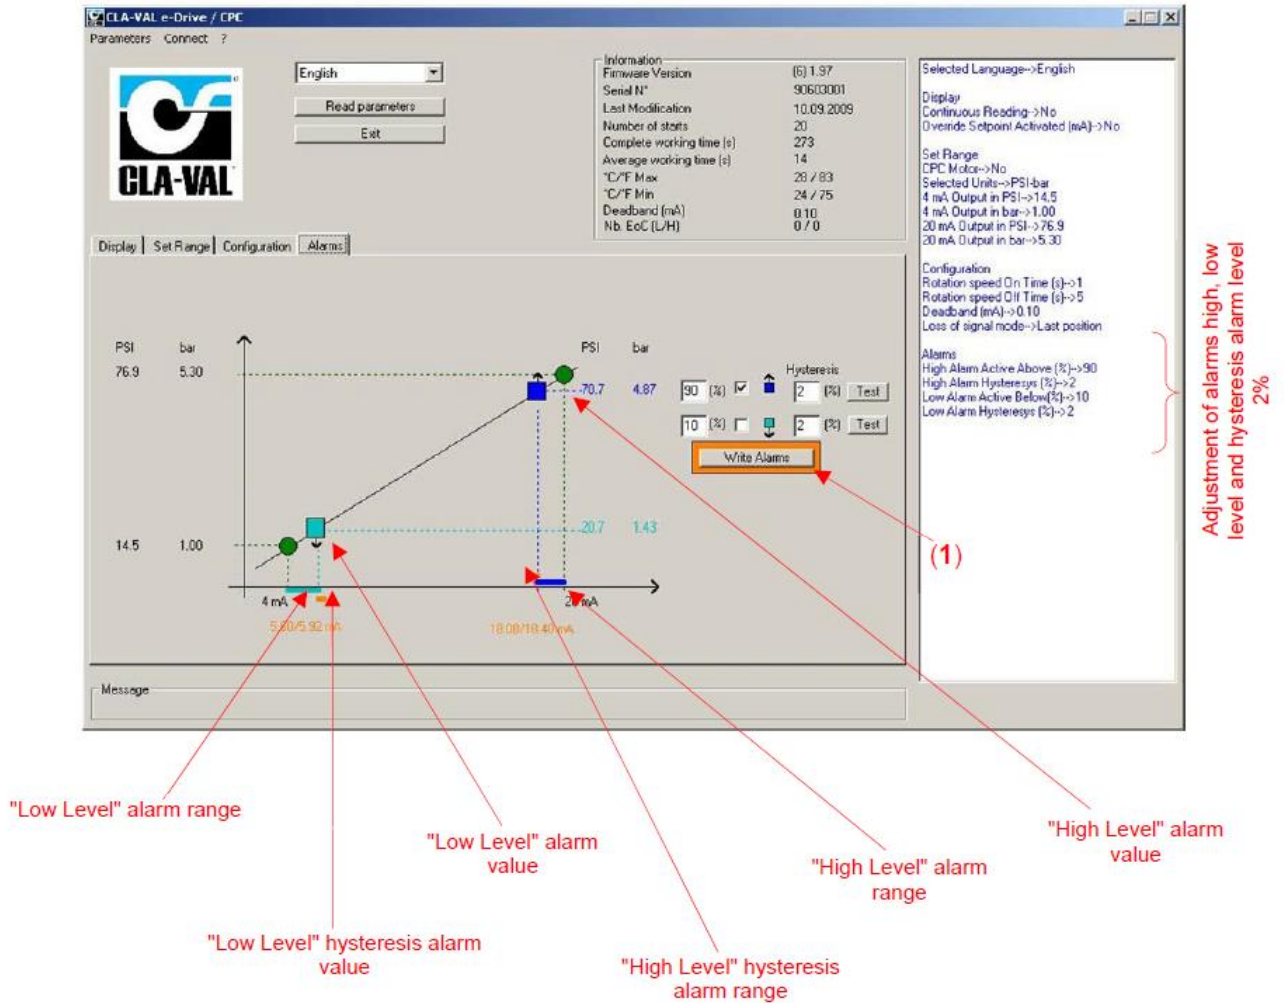 CLA-VAL e-Drive / CPC
Parameters Connect ?
English
Read parameters
Exit
CLA-VAL
Information
Firmware Version (6) 1.97
Serial N° 90603001
Last Modification 10.09.2009
Number of starts 20
Complete working time (s) 273
Average working time (s) 14
°C/°F Max 28 / 83
°C/°F Min 24 / 75
Deadband (mA) 0.10
Nb. EoC (L/H) 0 / 0
Display Set Range Configuration Alarms
PSI bar
76.9 5.30
14.5 1.00
PSI bar
70.7 4.87
20.7 1.43
Hysteresis
90 (%) 2 (%) Test
10 (%) 2 (%) Test
Write Alarms
4 mA
mA
18.00/18.40 mA
Message
Selected Language-->English
Display
Continuous Reading-->No
Override Setpoint Activated (mA)-->No
Set Range
CPC Motor-->No
Selected Units-->PSI-bar
4 mA Output in PSI-->14.5
4 mA Output in bar-->1.00
20 mA Output in PSI-->76.9
20 mA Output in bar-->5.30
Configuration
Rotation speed On Time (s)-->1
Rotation speed Off Time (s)-->5
Deadband (mA)-->0.10
Loss of signal mode-->Last position
Alarms
High Alarm Active Above (%)-->90
High Alarm Hysteresys (%)-->2
Low Alarm Active Below(%)-->10
Low Alarm Hysteresys (%)-->2
Adjustment of alarms high, low
level and hysteresis alarm level
2%
(1)
"Low Level" alarm range
"Low Level" alarm
value
"Low Level" hysteresis alarm
value
"High Level" hysteresis
alarm range
"High Level" alarm
range
"High Level" alarm
value